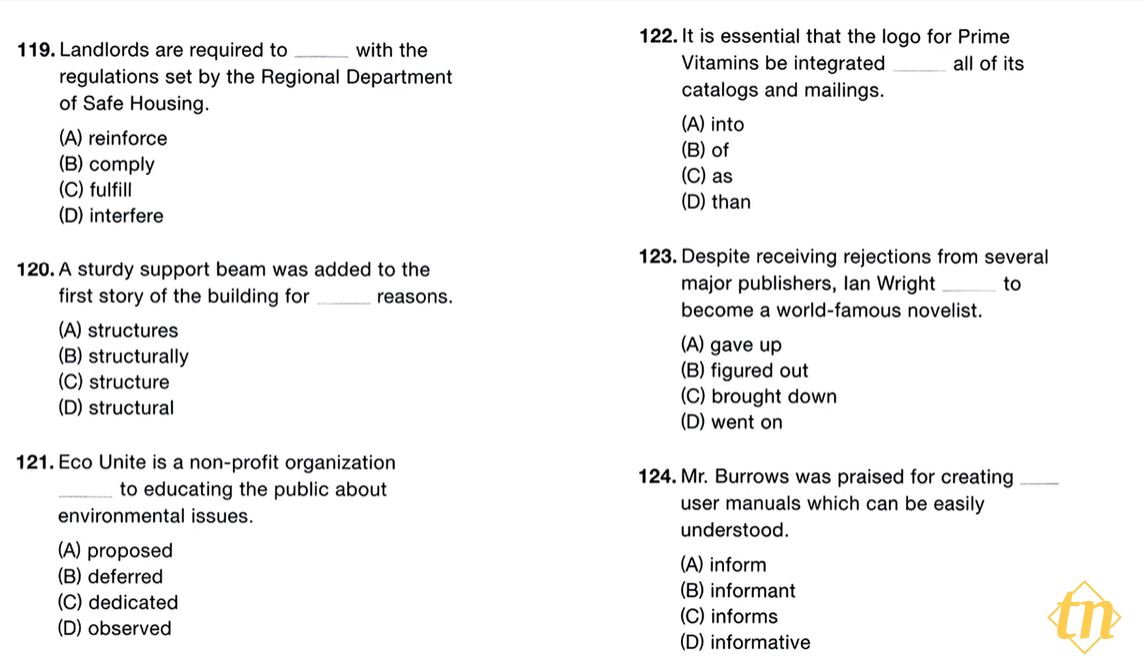 119. Landlords are required to ______ with the
regulations set by the Regional Department
of Safe Housing.
(A) reinforce
(B) comply
(C) fulfill
(D) interfere
120. A sturdy support beam was added to the
first story of the building for ______ reasons.
(A) structures
(B) structurally
(C) structure
(D) structural
121. Eco Unite is a non-profit organization
______ to educating the public about
environmental issues.
(A) proposed
(B) deferred
(C) dedicated
(D) observed
122. It is essential that the logo for Prime
Vitamins be integrated ______ all of its
catalogs and mailings.
(A) into
(B) of
(C) as
(D) than
123. Despite receiving rejections from several
major publishers, Ian Wright ______ to
become a world-famous novelist.
(A) gave up
(B) figured out
(C) brought down
(D) went on
124. Mr. Burrows was praised for creating ____
user manuals which can be easily
understood.
(A) inform
(B) informant
(C) informs
(D) informative
tn